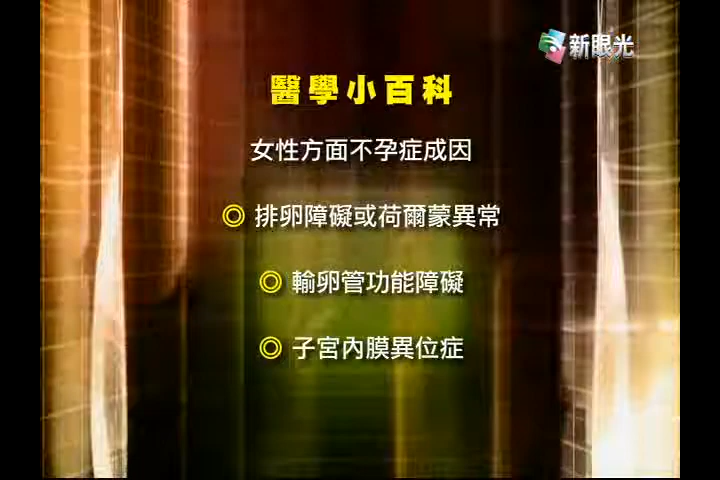 新眼光
醫學小百科
女性方面不孕症成因
◎ 排卵障礙或荷爾蒙異常
◎ 輸卵管功能障礙
◎ 子宮內膜異位症